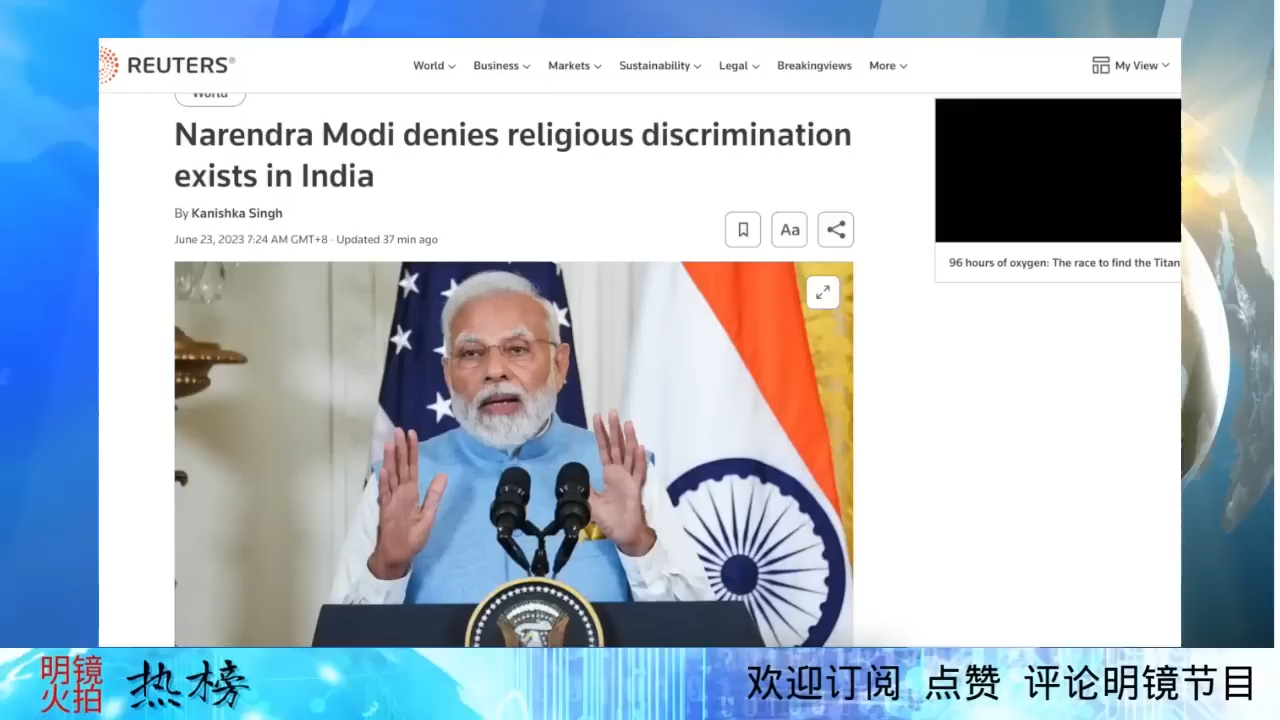 REUTERS®
World
Business
Markets
Sustainability
Legal
Breakingviews
More
My View
World
Narendra Modi denies religious discrimination
exists in India
By Kanishka Singh
June 23, 2023 7:24 AM GMT+8 · Updated 37 min ago
Aa
96 hours of oxygen: The race to find the Titan
明镜
火拍
热榜
欢迎订阅 点赞 评论明镜节目